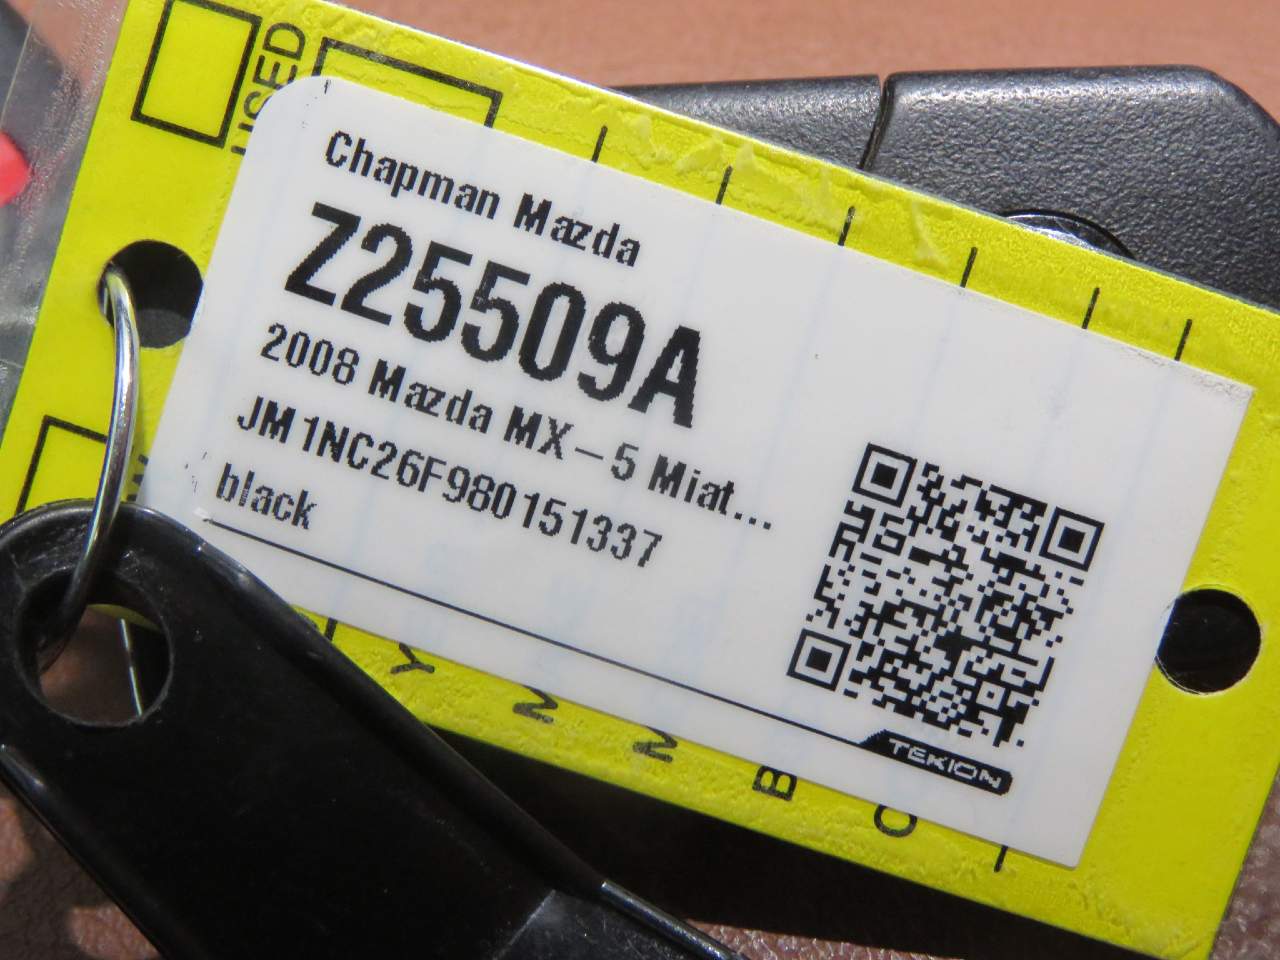 USED
Chapman Mazda
Z25509A
2008 Mazda MX-5 Miat...
JM1NC26F980151337
black
TEKION
Y
M
M
B
C